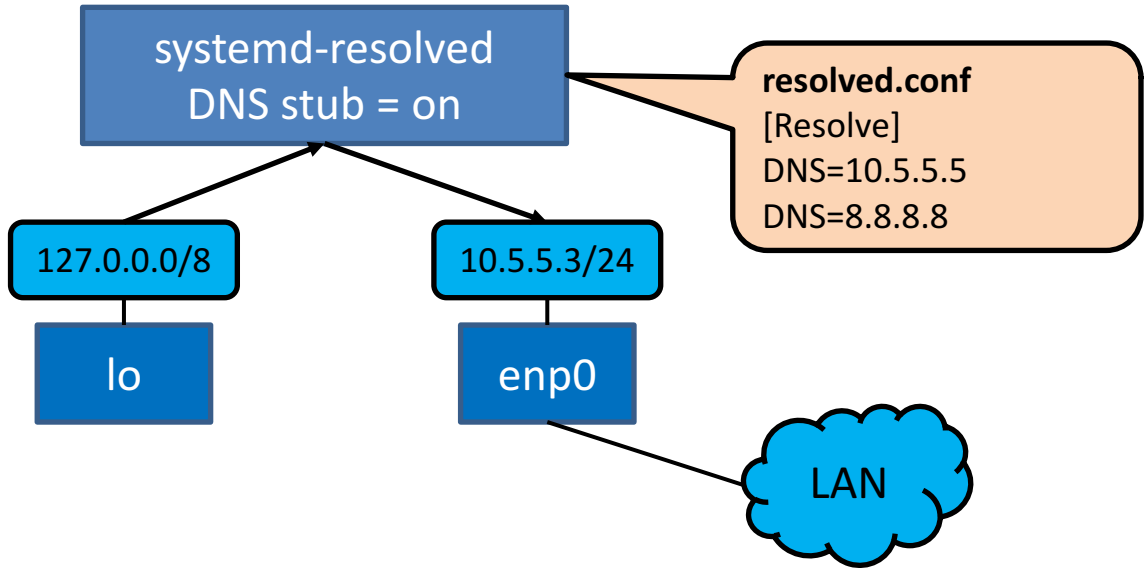 systemd-resolved
DNS stub = on
resolved.conf
[Resolve]
DNS=10.5.5.5
DNS=8.8.8.8
127.0.0.0/8
10.5.5.3/24
lo
enp0
LAN